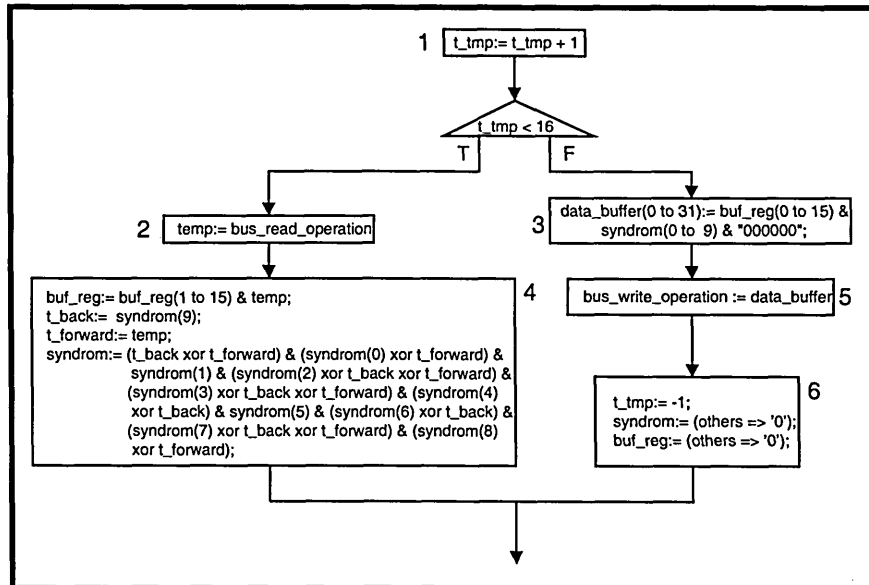 1
t_tmp:= t_tmp + 1
t_tmp < 16
T
F
2
temp:= bus_read_operation
3
data_buffer(0 to 31):= buf_reg(0 to 15) &
syndrom(0 to 9) & "000000";
4
buf_reg:= buf_reg(1 to 15) & temp;
t_back:= syndrom(9);
t_forward:= temp;
syndrom:= (t_back xor t_forward) & (syndrom(0) xor t_forward) &
syndrom(1) & (syndrom(2) xor t_back xor t_forward) &
(syndrom(3) xor t_back xor t_forward) & (syndrom(4)
xor t_back) & syndrom(5) & (syndrom(6) xor t_back) &
(syndrom(7) xor t_back xor t_forward) & (syndrom(8)
xor t_forward);
bus_write_operation := data_buffer
5
6
t_tmp:= -1;
syndrom:= (others => '0');
buf_reg:= (others => '0');